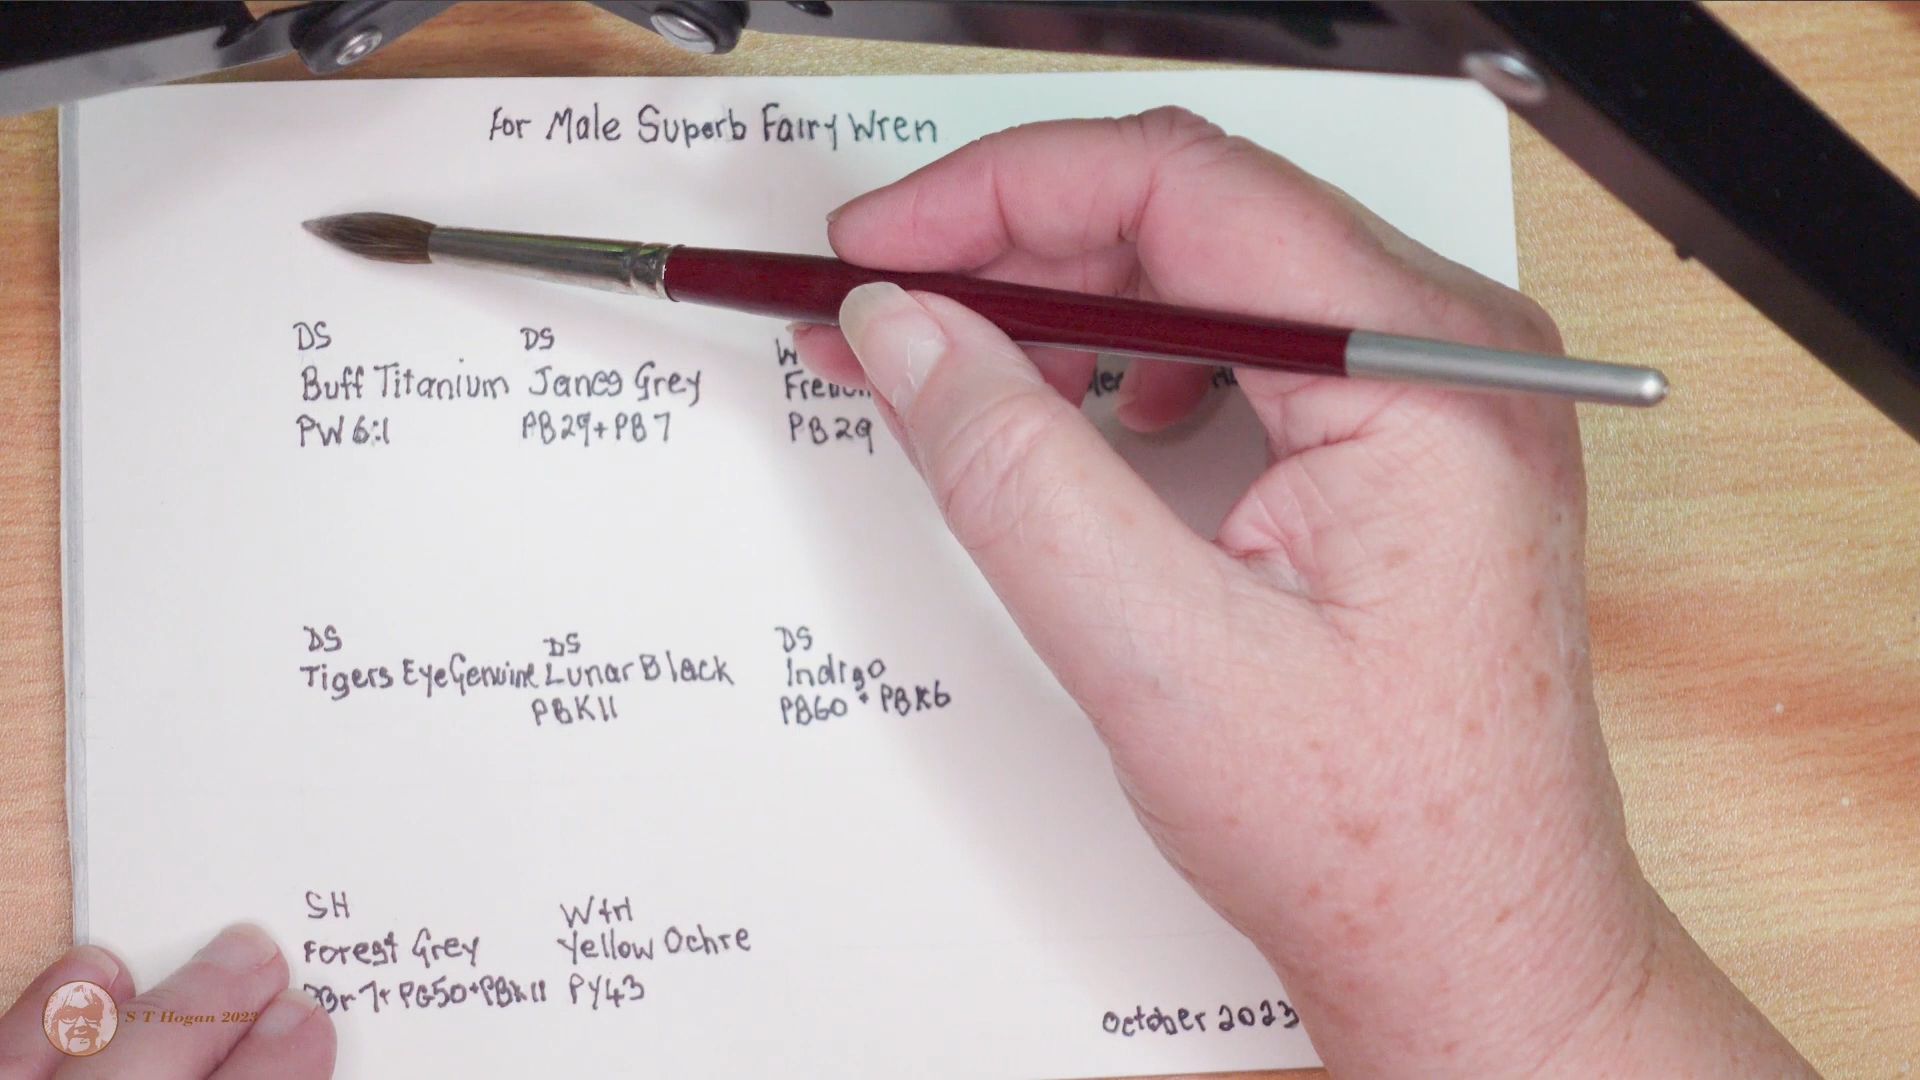 For Male Superb Fairy Wren
DS DS
Buff Titanium Janes Grey
PW6:1 PB29+PB7 PB29
DS DS DS
Tigers Eye Genuine Lunar Black Indigo
PBK11 PB60 + PBK6
SH Wtrl
Forest Grey Yellow Ochre
PBr7+PG50+PBk11 PY43
October 2023
S T Hogan 2023